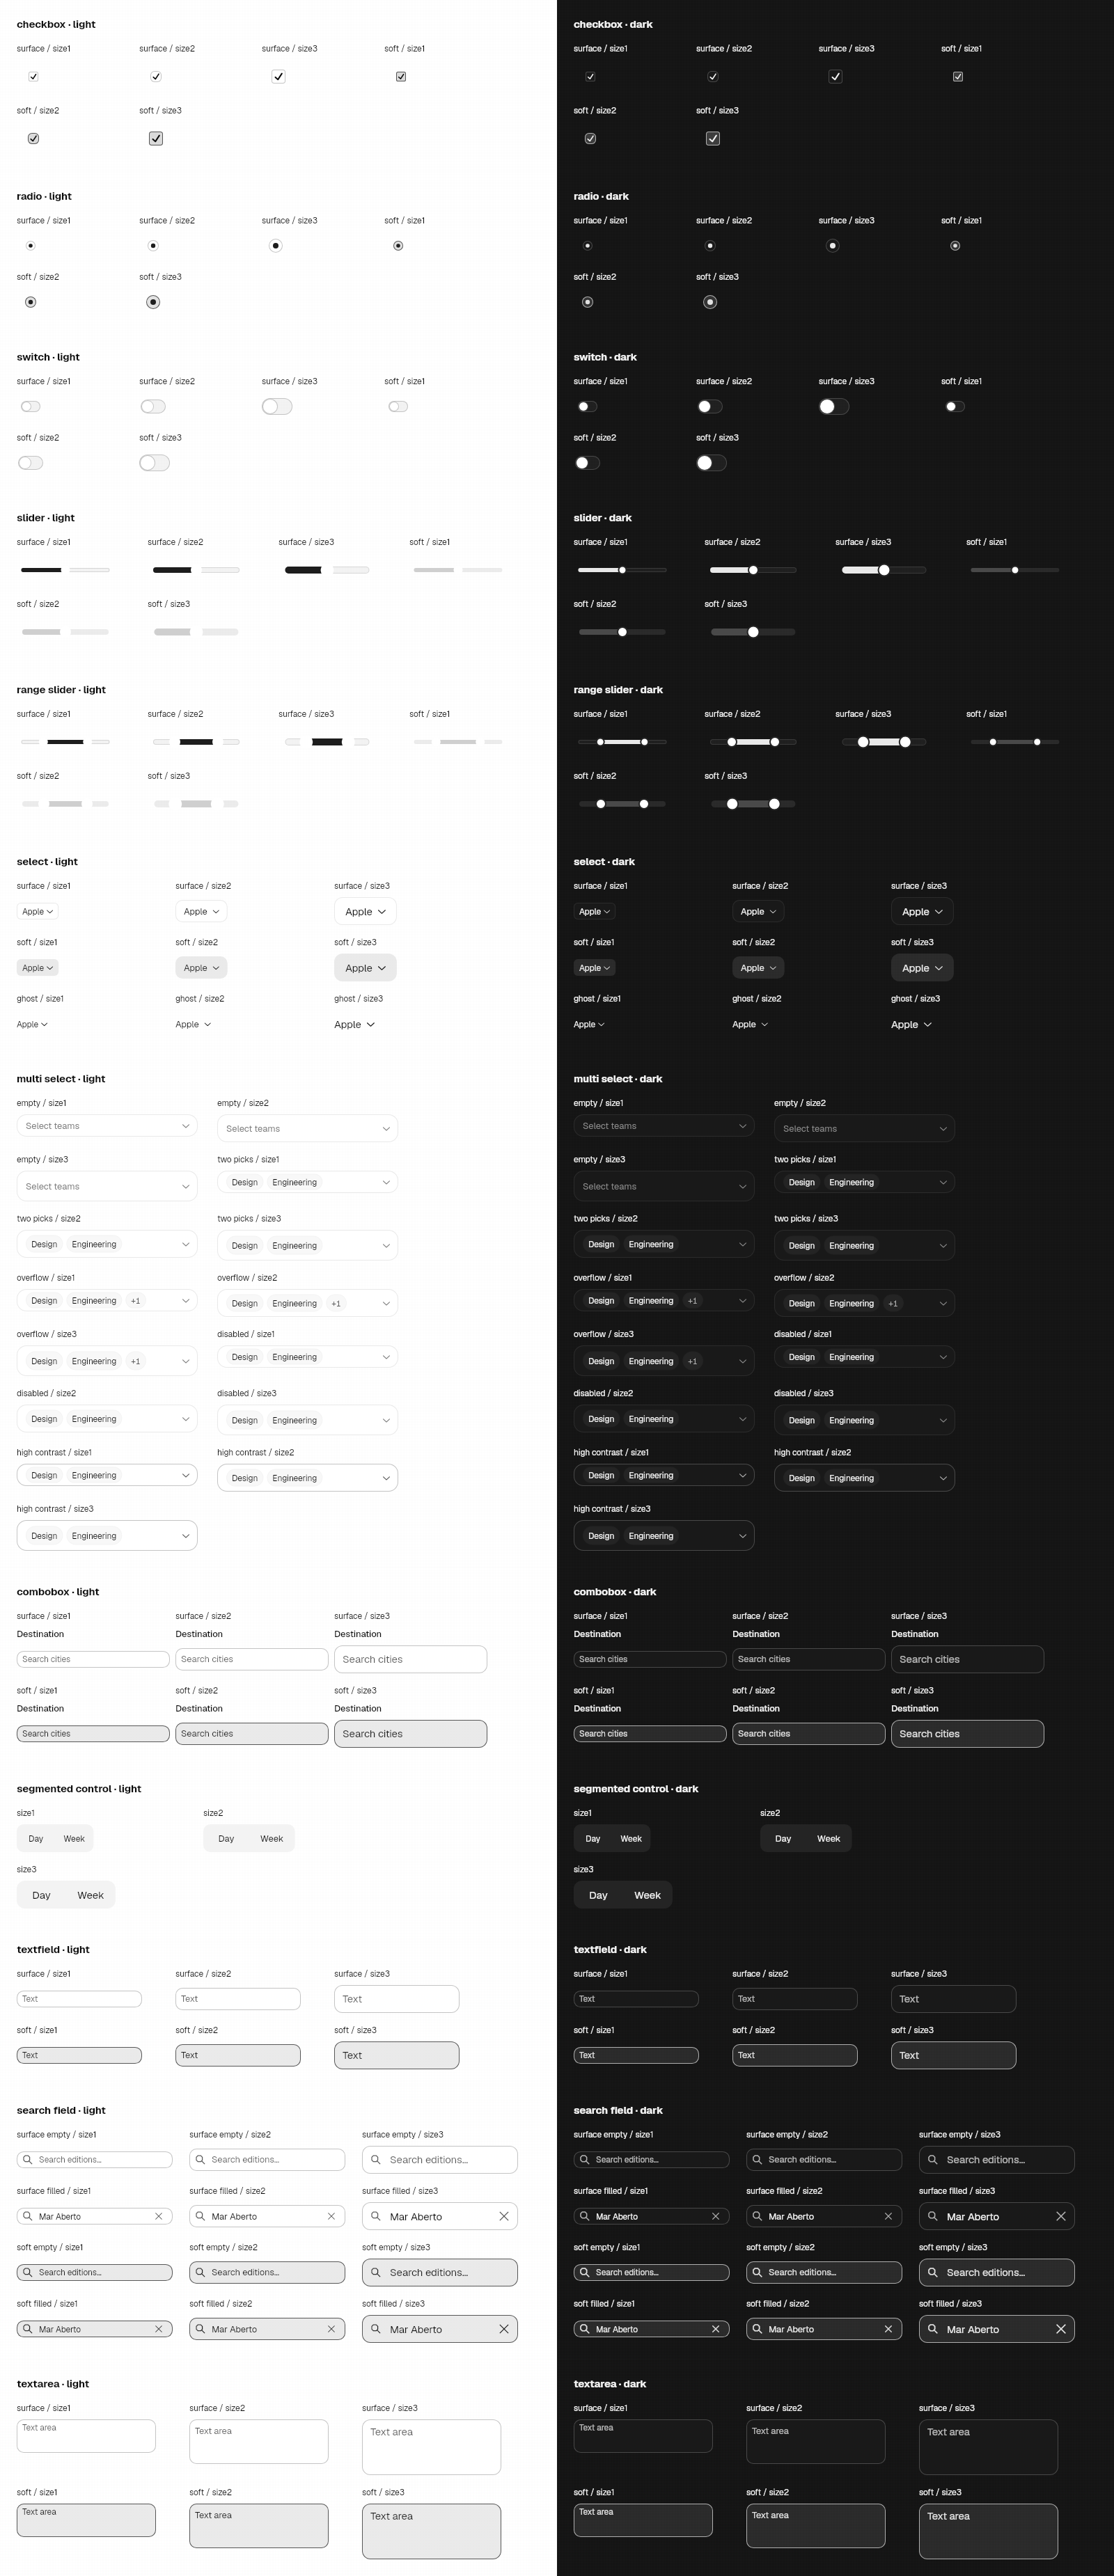 checkbox · light
surface / size1
surface / size2
surface / size3
soft / size1
soft / size2
soft / size3
radio · light
surface / size1
surface / size2
surface / size3
soft / size1
soft / size2
soft / size3
switch · light
surface / size1
surface / size2
surface / size3
soft / size1
soft / size2
soft / size3
slider · light
surface / size1
surface / size2
surface / size3
soft / size1
soft / size2
soft / size3
range slider · light
surface / size1
surface / size2
surface / size3
soft / size1
soft / size2
soft / size3
select · light
surface / size1
surface / size2
surface / size3
Apple
Apple
Apple
soft / size1
soft / size2
soft / size3
Apple
Apple
Apple
ghost / size1
ghost / size2
ghost / size3
Apple
Apple
Apple
multi select · light
empty / size1
empty / size2
Select teams
Select teams
empty / size3
two picks / size1
Select teams
Design Engineering
two picks / size2
two picks / size3
Design Engineering
Design Engineering
overflow / size1
overflow / size2
Design Engineering +1
Design Engineering +1
overflow / size3
disabled / size1
Design Engineering +1
Design Engineering
disabled / size2
disabled / size3
Design Engineering
Design Engineering
high contrast / size1
high contrast / size2
Design Engineering
Design Engineering
high contrast / size3
Design Engineering
combobox · light
surface / size1
surface / size2
surface / size3
Destination
Destination
Destination
Search cities
Search cities
Search cities
soft / size1
soft / size2
soft / size3
Destination
Destination
Destination
Search cities
Search cities
Search cities
segmented control · light
size1
size2
Day Week
Day Week
size3
Day Week
textfield · light
surface / size1
surface / size2
surface / size3
Text
Text
Text
soft / size1
soft / size2
soft / size3
Text
Text
Text
search field · light
surface empty / size1
surface empty / size2
surface empty / size3
Search editions...
Search editions...
Search editions...
surface filled / size1
surface filled / size2
surface filled / size3
Mar Aberto
Mar Aberto
Mar Aberto
soft empty / size1
soft empty / size2
soft empty / size3
Search editions...
Search editions...
Search editions...
soft filled / size1
soft filled / size2
soft filled / size3
Mar Aberto
Mar Aberto
Mar Aberto
textarea · light
surface / size1
surface / size2
surface / size3
Text area
Text area
Text area
soft / size1
soft / size2
soft / size3
Text area
Text area
Text area
checkbox · dark
surface / size1
surface / size2
surface / size3
soft / size1
soft / size2
soft / size3
radio · dark
surface / size1
surface / size2
surface / size3
soft / size1
soft / size2
soft / size3
switch · dark
surface / size1
surface / size2
surface / size3
soft / size1
soft / size2
soft / size3
slider · dark
surface / size1
surface / size2
surface / size3
soft / size1
soft / size2
soft / size3
range slider · dark
surface / size1
surface / size2
surface / size3
soft / size1
soft / size2
soft / size3
select · dark
surface / size1
surface / size2
surface / size3
Apple
Apple
Apple
soft / size1
soft / size2
soft / size3
Apple
Apple
Apple
ghost / size1
ghost / size2
ghost / size3
Apple
Apple
Apple
multi select · dark
empty / size1
empty / size2
Select teams
Select teams
empty / size3
two picks / size1
Select teams
Design Engineering
two picks / size2
two picks / size3
Design Engineering
Design Engineering
overflow / size1
overflow / size2
Design Engineering +1
Design Engineering +1
overflow / size3
disabled / size1
Design Engineering +1
Design Engineering
disabled / size2
disabled / size3
Design Engineering
Design Engineering
high contrast / size1
high contrast / size2
Design Engineering
Design Engineering
high contrast / size3
Design Engineering
combobox · dark
surface / size1
surface / size2
surface / size3
Destination
Destination
Destination
Search cities
Search cities
Search cities
soft / size1
soft / size2
soft / size3
Destination
Destination
Destination
Search cities
Search cities
Search cities
segmented control · dark
size1
size2
Day Week
Day Week
size3
Day Week
textfield · dark
surface / size1
surface / size2
surface / size3
Text
Text
Text
soft / size1
soft / size2
soft / size3
Text
Text
Text
search field · dark
surface empty / size1
surface empty / size2
surface empty / size3
Search editions...
Search editions...
Search editions...
surface filled / size1
surface filled / size2
surface filled / size3
Mar Aberto
Mar Aberto
Mar Aberto
soft empty / size1
soft empty / size2
soft empty / size3
Search editions...
Search editions...
Search editions...
soft filled / size1
soft filled / size2
soft filled / size3
Mar Aberto
Mar Aberto
Mar Aberto
textarea · dark
surface / size1
surface / size2
surface / size3
Text area
Text area
Text area
soft / size1
soft / size2
soft / size3
Text area
Text area
Text area